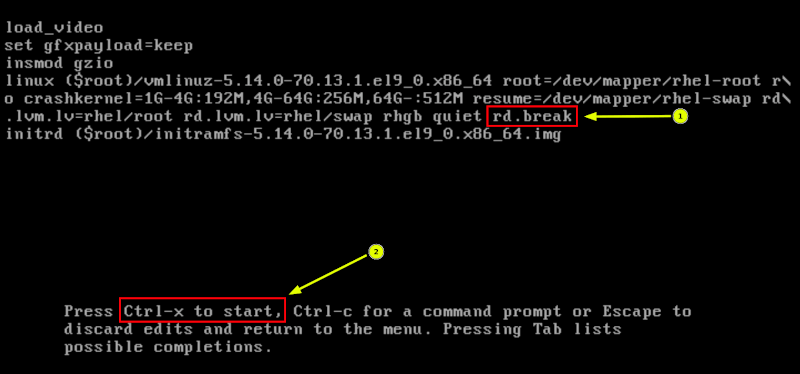 load_video
set gfxpayload=keep
insmod gzio
linux ($root)/vmlinuz-5.14.0-70.13.1.el9_0.x86_64 root=/dev/mapper/rhel-root r\
o crashkernel=1G-4G:192M,4G-64G:256M,64G-:512M resume=/dev/mapper/rhel-swap rd\
.lvm.lv=rhel/root rd.lvm.lv=rhel/swap rhgb quiet rd.break
1
initrd ($root)/initramfs-5.14.0-70.13.1.el9_0.x86_64.img
2
Press Ctrl-x to start, Ctrl-c for a command prompt or Escape to
discard edits and return to the menu. Pressing Tab lists
possible completions.